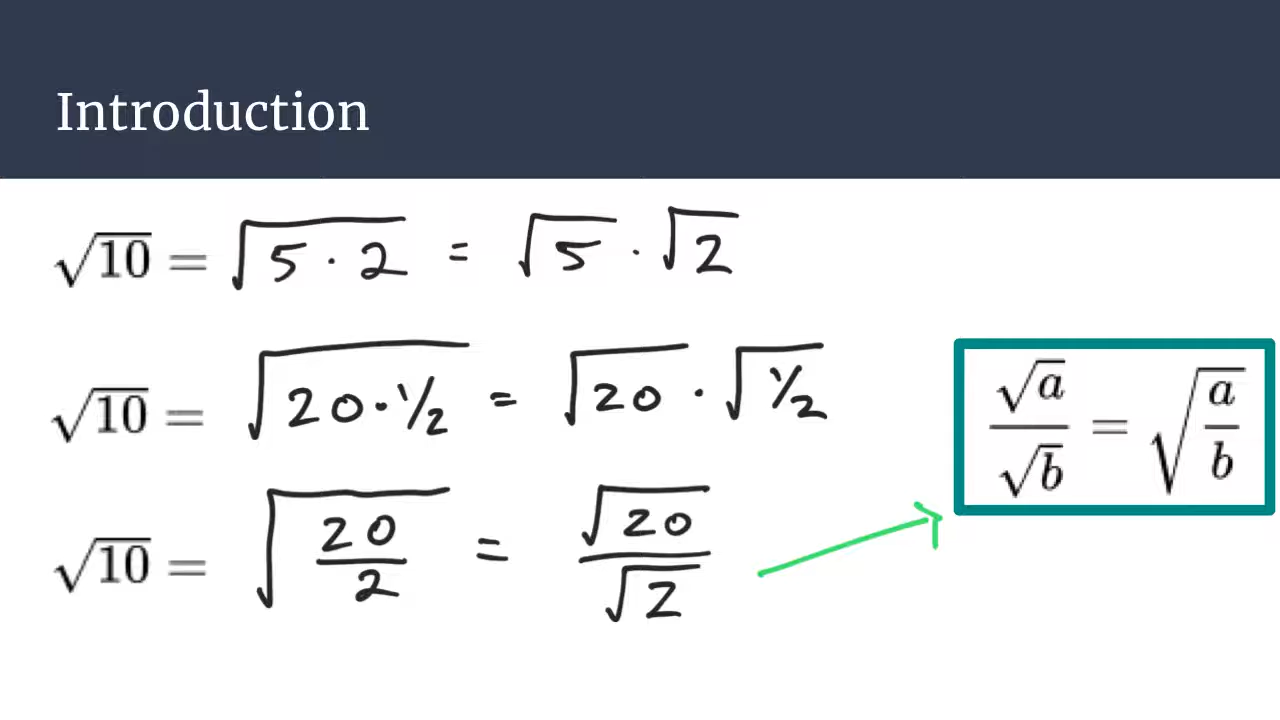 Introduction
√10 = √(5 · 2) = √5 · √2
√10 = √(20 · 1/2) = √20 · √(1/2)
√a/√b = √(a/b)
√10 = √(20/2) = √20/√2